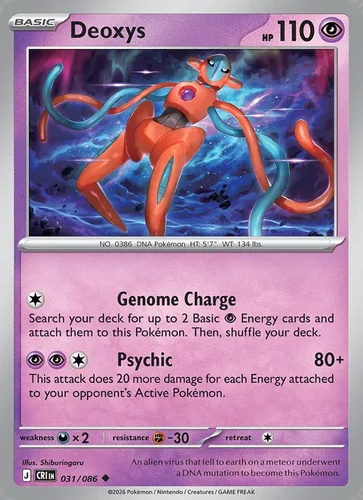 BASIC
Deoxys
HP 110
NO. 0386 DNA Pokémon HT: 5'7" WT: 134 lbs.
Genome Charge
Search your deck for up to 2 Basic Energy cards and
attach them to this Pokémon. Then, shuffle your deck.
Psychic 80+
This attack does 20 more damage for each Energy attached
to your opponent's Active Pokémon.
weakness ×2 resistance -30 retreat
Illus. Shiburingaru
J CRI EN 031/086
An alien virus that fell to earth on a meteor underwent
a DNA mutation to become this Pokémon.
©2026 Pokémon / Nintendo / Creatures / GAME FREAK